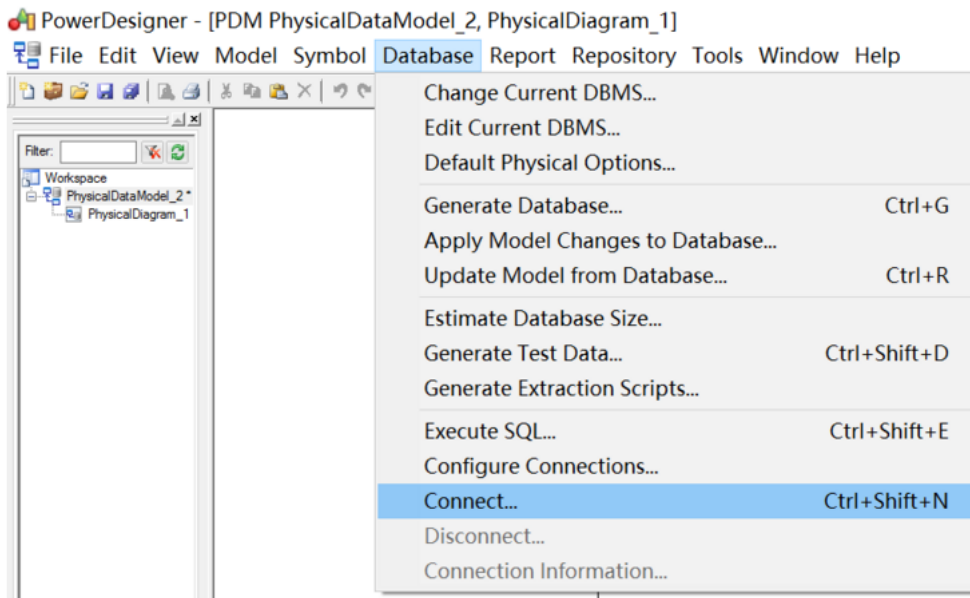 PowerDesigner - [PDM PhysicalDataModel_2, PhysicalDiagram_1]
File Edit View Model Symbol Database Report Repository Tools Window Help
Change Current DBMS...
Edit Current DBMS...
Default Physical Options...
Generate Database... Ctrl+G
Apply Model Changes to Database...
Update Model from Database... Ctrl+R
Estimate Database Size...
Generate Test Data... Ctrl+Shift+D
Generate Extraction Scripts...
Execute SQL... Ctrl+Shift+E
Configure Connections...
Connect... Ctrl+Shift+N
Disconnect...
Connection Information...
Filter:
Workspace
PhysicalDataModel_2 *
PhysicalDiagram_1